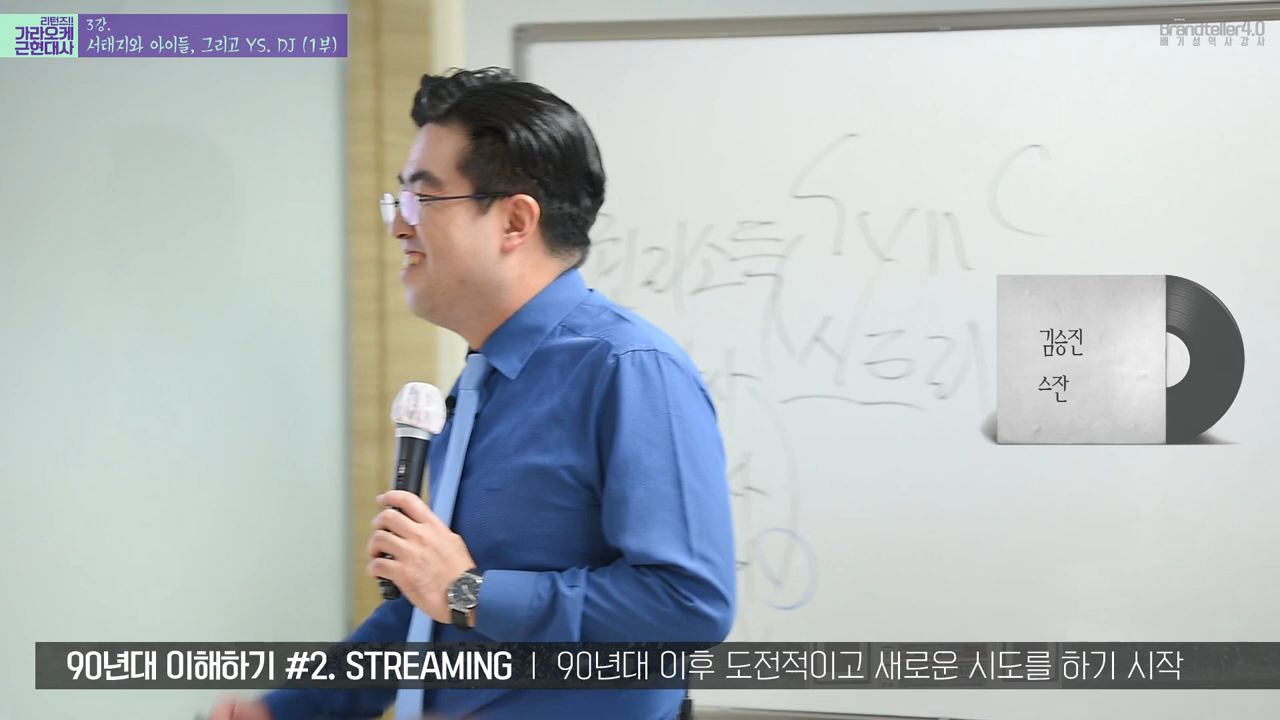 리턴즈!!
가라오케
근현대사
3강.
서태지와 아이들, 그리고 YS. DJ (1부)
Brandteller4.0
배기성역사강사
Sync
김승진
스잔
90년대 이해하기 #2. STREAMING | 90년대 이후 도전적이고 새로운 시도를 하기 시작